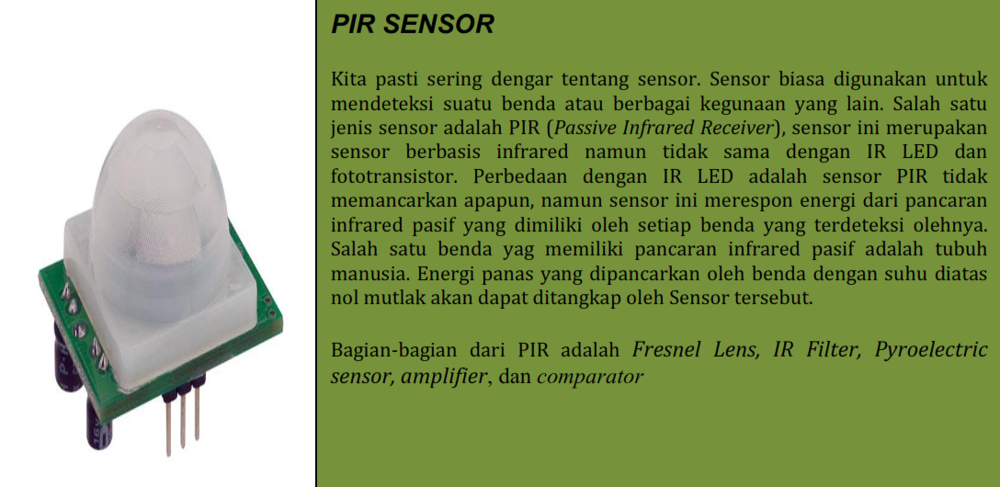 PIR SENSOR
Kita pasti sering dengar tentang sensor. Sensor biasa digunakan untuk
mendeteksi suatu benda atau berbagai kegunaan yang lain. Salah satu
jenis sensor adalah PIR (Passive Infrared Receiver), sensor ini merupakan
sensor berbasis infrared namun tidak sama dengan IR LED dan
fototransistor. Perbedaan dengan IR LED adalah sensor PIR tidak
memancarkan apapun, namun sensor ini merespon energi dari pancaran
infrared pasif yang dimiliki oleh setiap benda yang terdeteksi olehnya.
Salah satu benda yag memiliki pancaran infrared pasif adalah tubuh
manusia. Energi panas yang dipancarkan oleh benda dengan suhu diatas
nol mutlak akan dapat ditangkap oleh Sensor tersebut.
Bagian-bagian dari PIR adalah Fresnel Lens, IR Filter, Pyroelectric
sensor, amplifier, dan comparator
16V